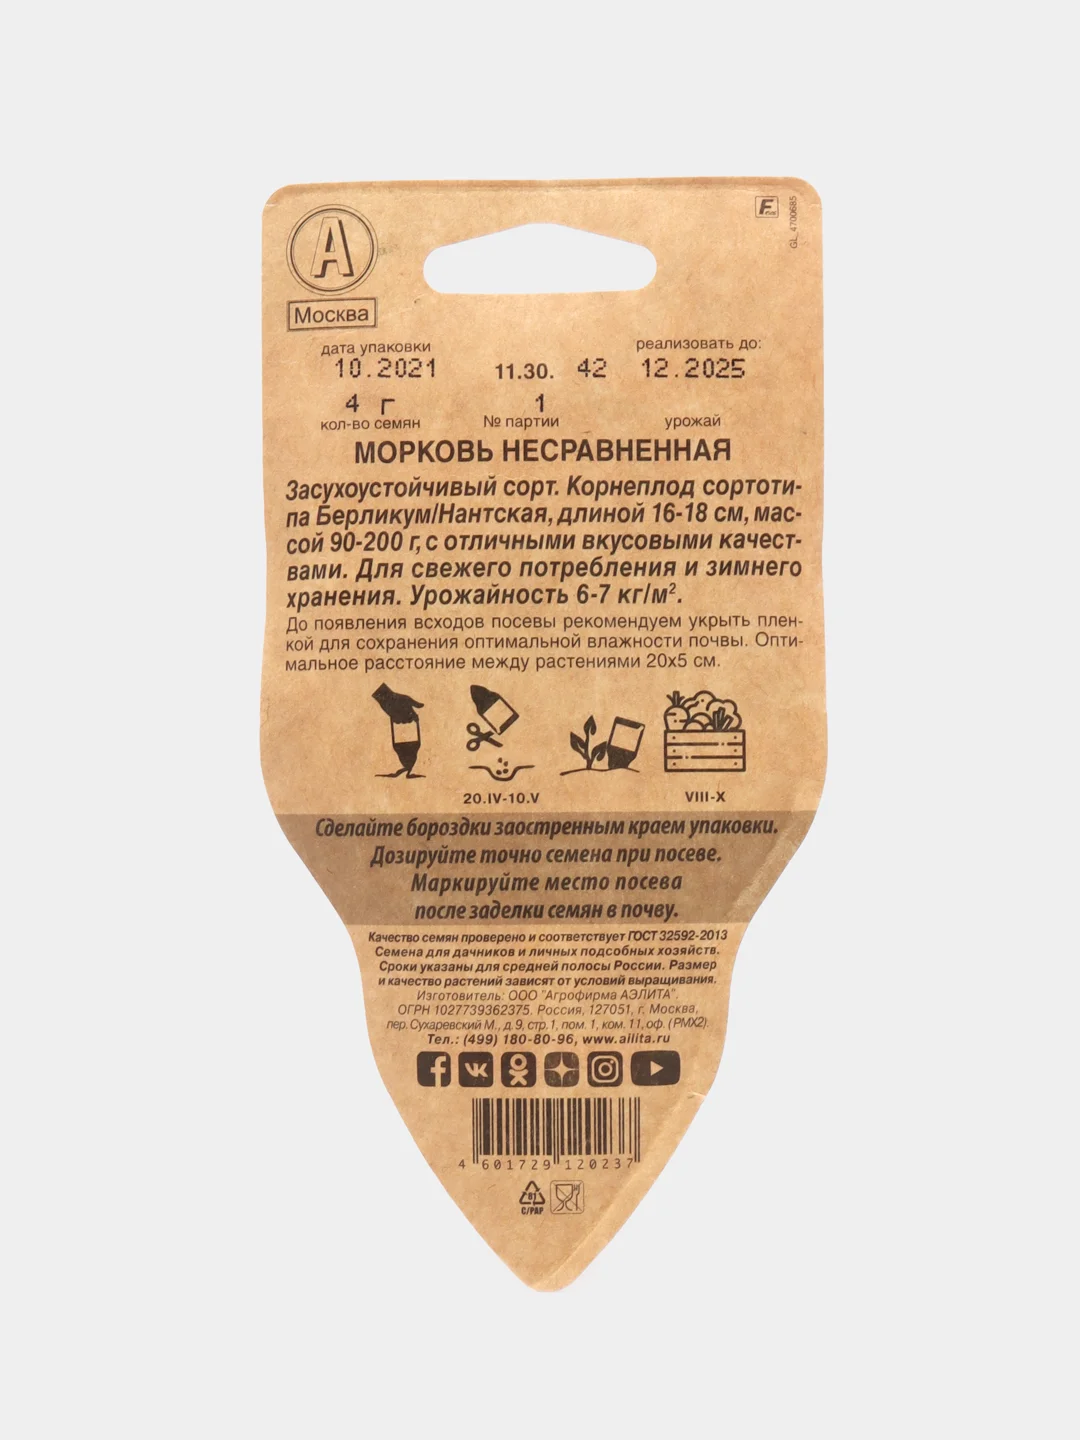 А
F
GL_4700685
Москва
дата упаковки
реализовать до:
10.2021 11.30. 42 12.2025
4 г 1
кол-во семян № партии урожай
МОРКОВЬ НЕСРАВНЕННАЯ
Засухоустойчивый сорт. Корнеплод сортоти-
па Берликум/Нантская, длиной 16-18 см, мас-
сой 90-200 г, с отличными вкусовыми качест-
вами. Для свежего потребления и зимнего
хранения. Урожайность 6-7 кг/м².
До появления всходов посевы рекомендуем укрыть плен-
кой для сохранения оптимальной влажности почвы. Опти-
мальное расстояние между растениями 20х5 см.
20.IV-10.V VIII-X
Сделайте бороздки заостренным краем упаковки.
Дозируйте точно семена при посеве.
Маркируйте место посева
после заделки семян в почву.
Качество семян проверено и соответствует ГОСТ 32592-2013
Семена для дачников и личных подсобных хозяйств.
Сроки указаны для средней полосы России. Размер
и качество растений зависят от условий выращивания.
Изготовитель: ООО "Агрофирма АЭЛИТА".
ОГРН 1027739362375. Россия, 127051, г. Москва,
пер. Сухаревский М., д. 9, стр. 1, пом. 1, ком. 11, оф. (РМХ2).
Тел.: (499) 180-80-96, www.ailita.ru
4 601729 120237
81
C/PAP